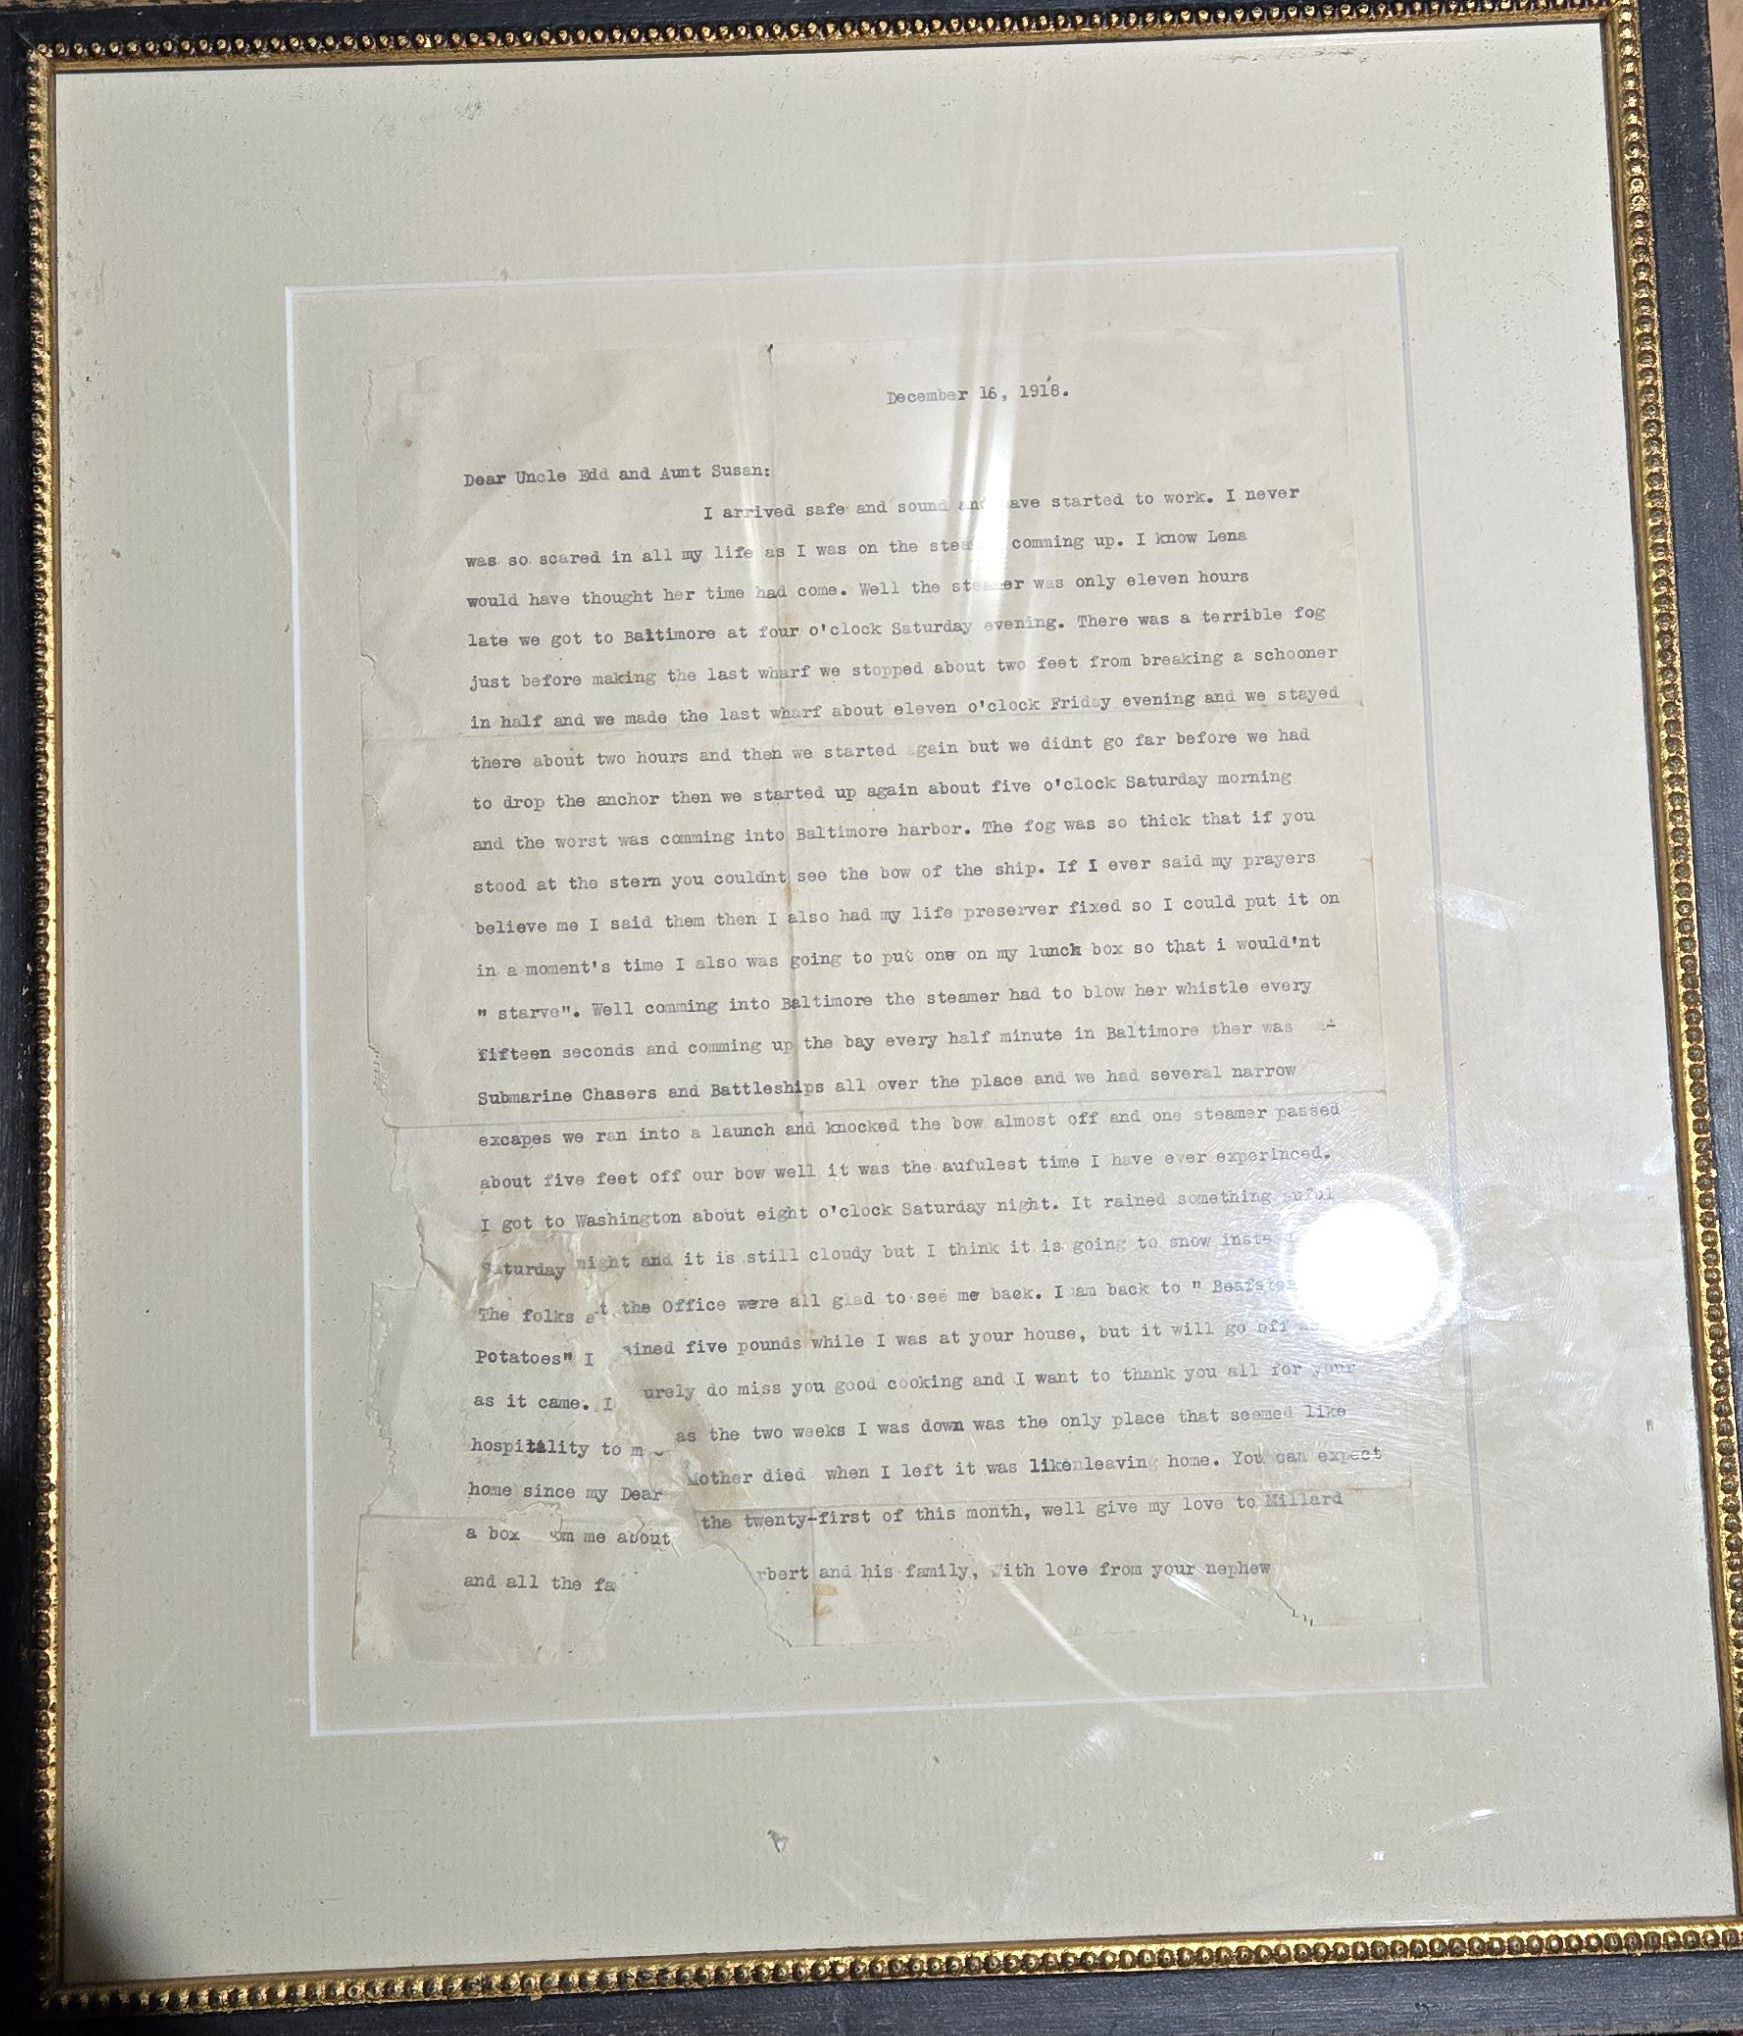 December 16, 1918.
Dear Uncle Edd and Aunt Susan:
I arrived safe and sound and have started to work. I never
was so scared in all my life as I was on the comming up. I know Lena
would have thought her time had come. Well the steamer was only eleven hours
late we got to Baltimore at four o'clock Saturday evening. There was a terrible fog
just before making the last wharf we stopped about two feet from breaking a schooner
in half and we made the last wharf about eleven o'clock Friday evening and we stayed
there about two hours and then we started again but we didnt go far before we had
to drop the anchor then we started up again about five o'clock Saturday morning
and the worst was comming into Baltimore harbor. The fog was so thick that if you
stood at the stern you couldnt see the bow of the ship. If I ever said my prayers
believe me I said them then I also had my life preserver fixed so I could put it on
in a moment's time I also was going to put one on my lunck box so that i would'nt
" starve". Well comming into Baltimore the steamer had to blow her whistle every
fifteen seconds and comming up the bay every half minute in Baltimore ther was
Submarine Chasers and Battleships all over the place and we had several narrow
excapes we ran into a launch and knocked the bow almost off and one steamer passed
about five feet off our bow well it was the aufulest time I have ever experinced.
I got to Washington about eight o'clock Saturday night. It rained something
Saturday night and it is still cloudy but I think it is going to snow
The folks at the Office were all glad to see me back. I am back to "
Potatoes" I five pounds while I was at your house, but it will go off
as it came. I do miss you good cooking and I want to thank you all for your
hospitality to as the two weeks I was down was the only place that seemed like
home since my Dear Mother died when I left it was like leaving home. You can expect
a box me about the twenty-first of this month, well give my love to Millard
and all the and his family, With love from your nephew